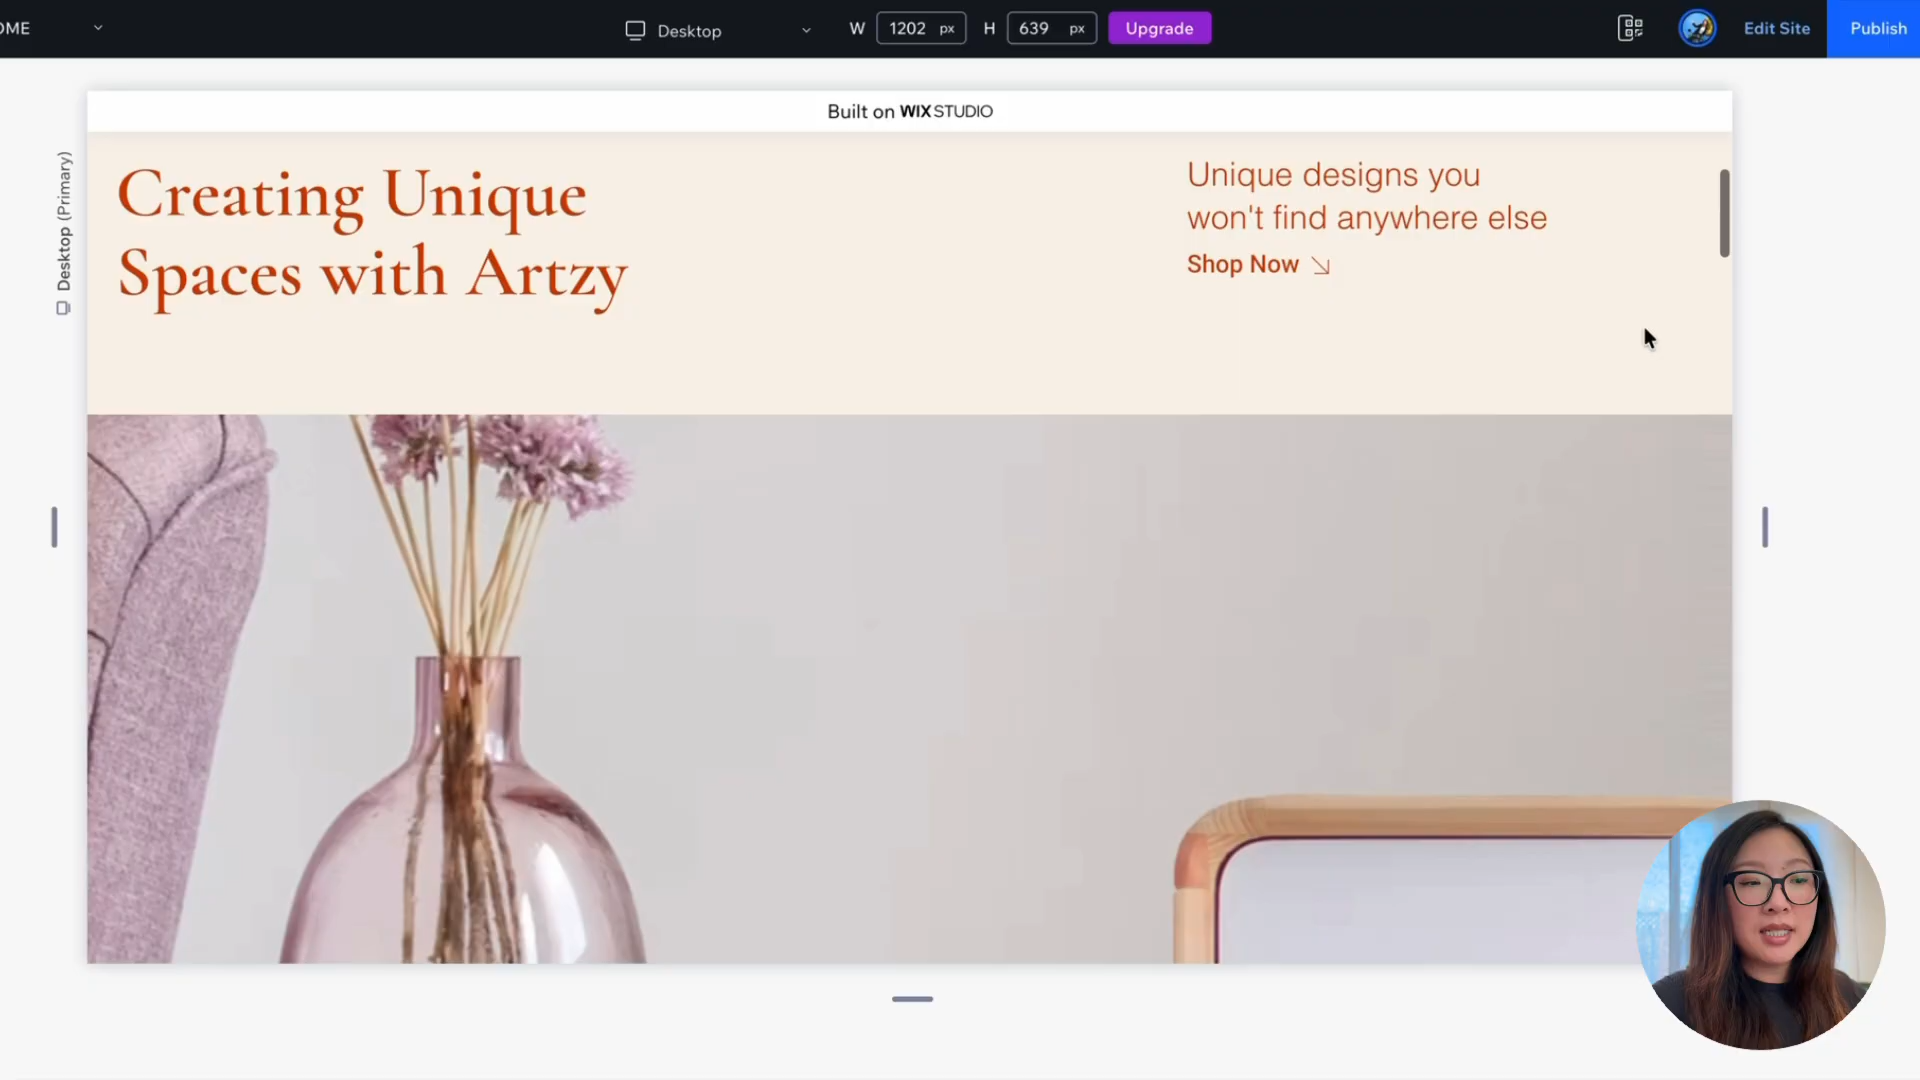 OME
Desktop
W 1202 px H 639 px
Upgrade
Edit Site
Publish
Built on WIX STUDIO
Desktop (Primary)
Creating Unique
Spaces with Artzy
Unique designs you
won't find anywhere else
Shop Now